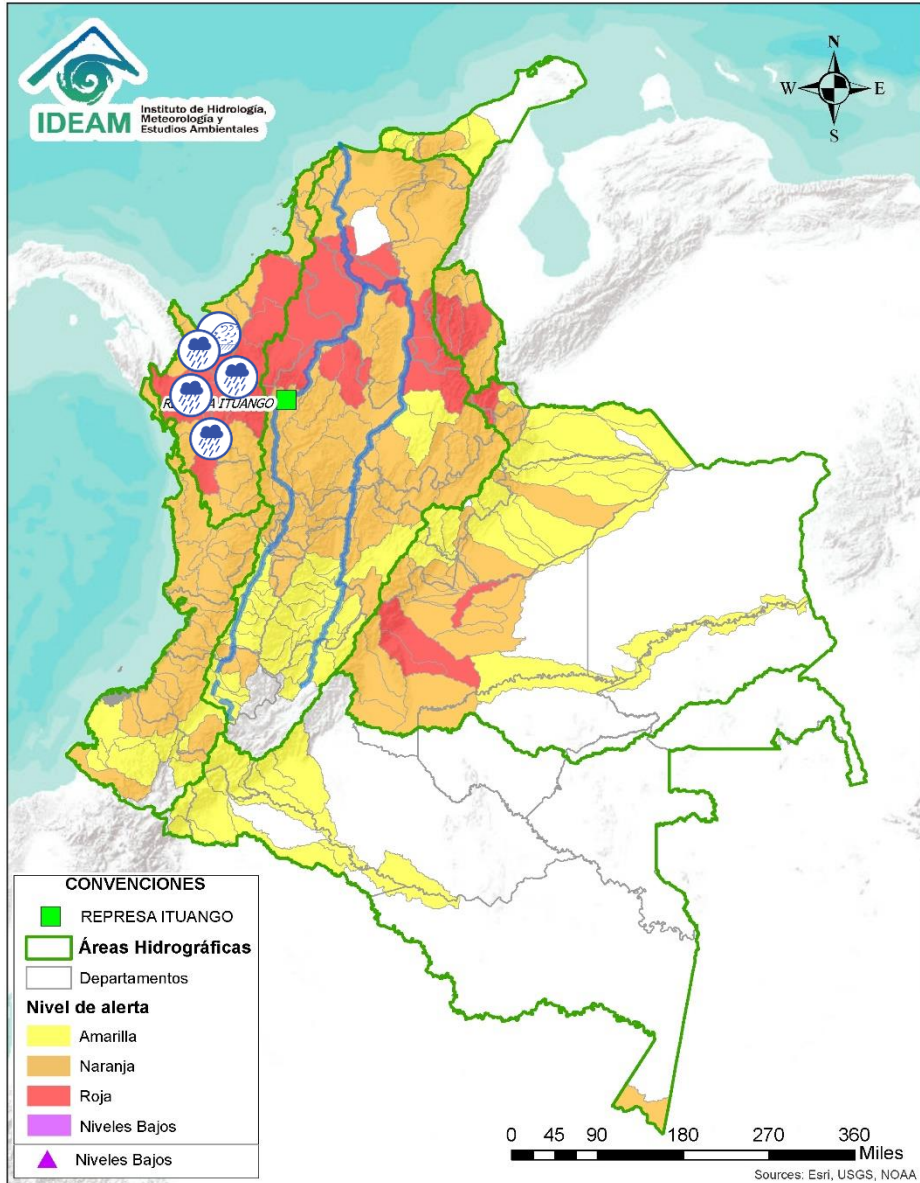 IDEAM
Instituto de Hidrología,
Meteorología y
Estudios Ambientales
N
W
E
S
REPRESA ITUANGO
CONVENCIONES
REPRESA ITUANGO
Áreas Hidrográficas
Departamentos
Nivel de alerta
Amarilla
Naranja
Roja
Niveles Bajos
Niveles Bajos
0 45 90 180 270 360
Miles
Sources: Esri, USGS, NOAA